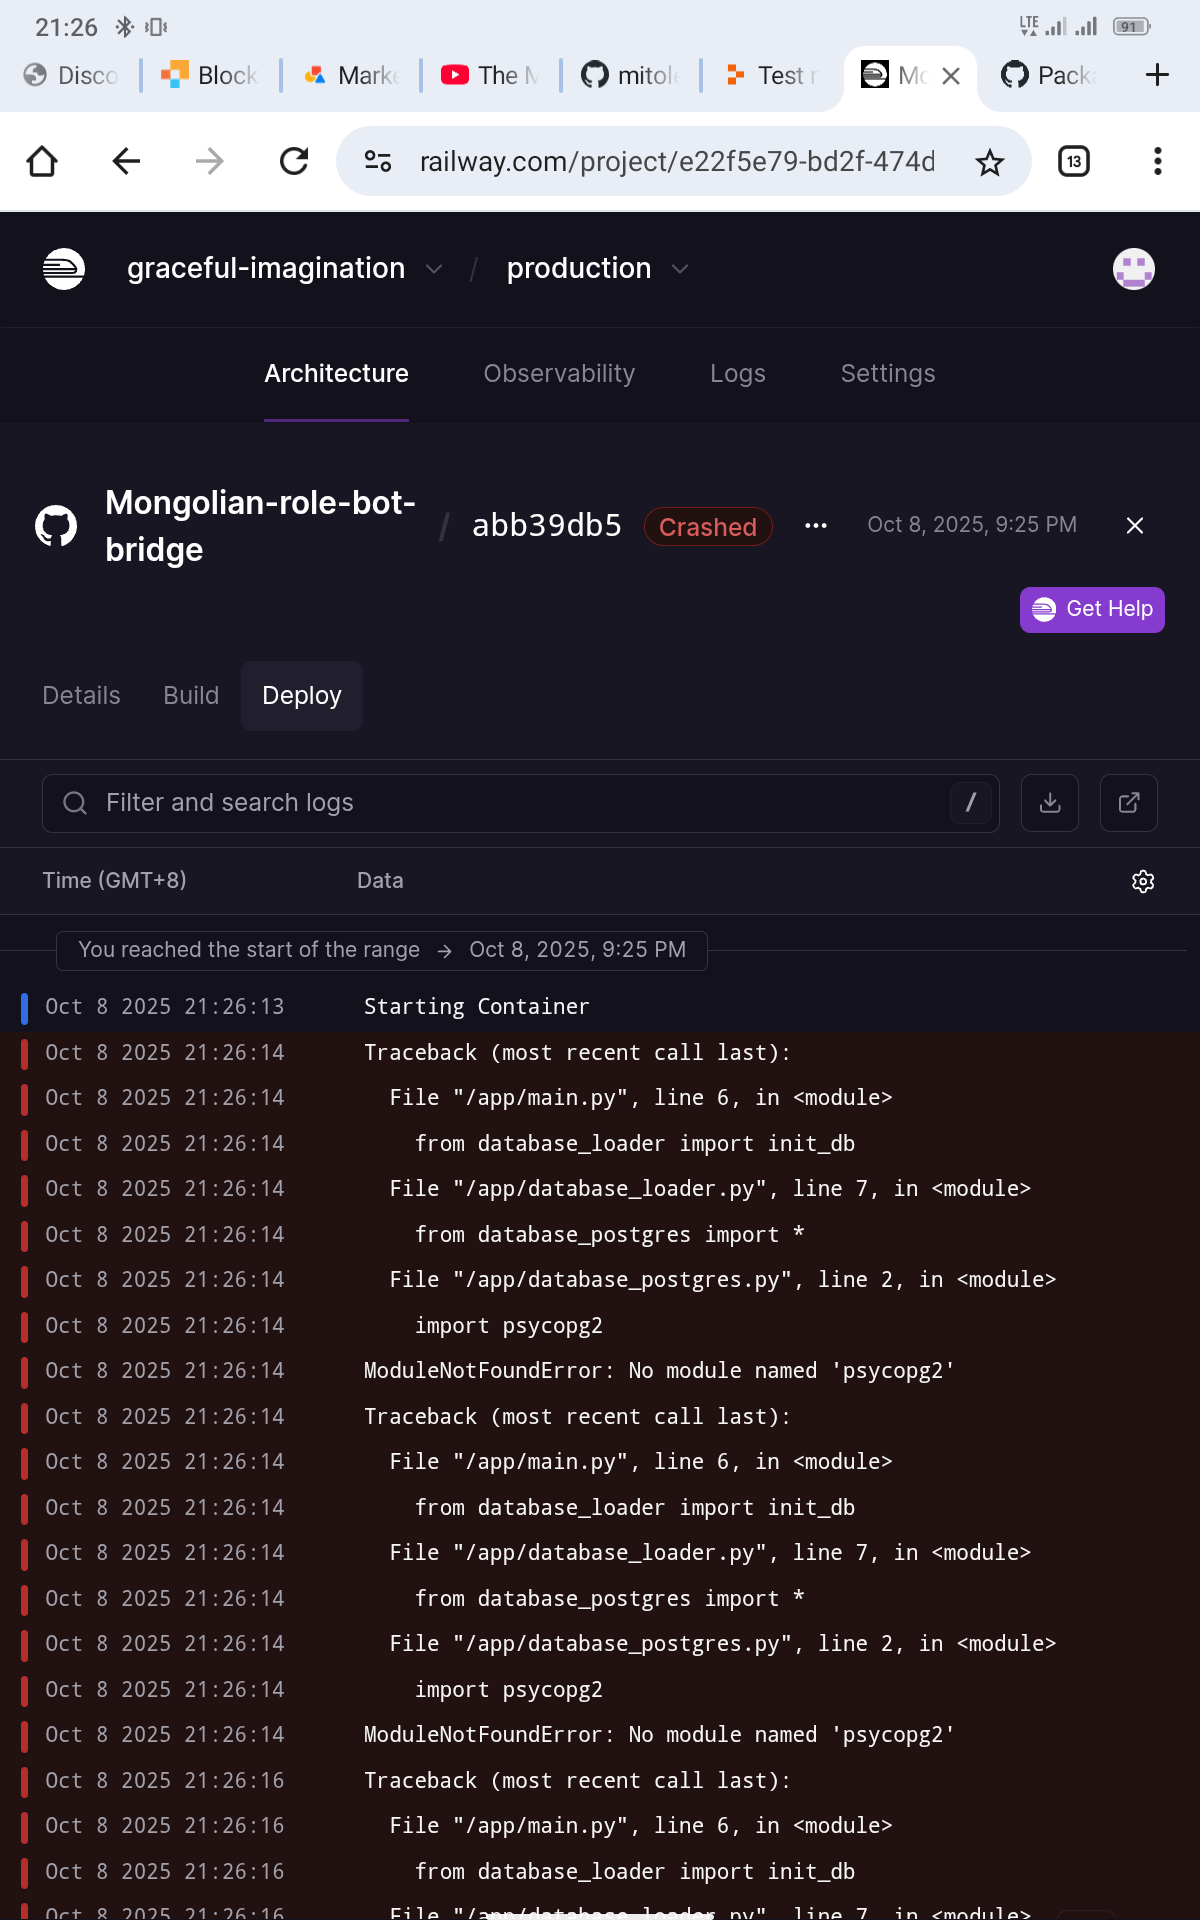 21:26
LTE
91
Disco
Block
Marke
The M
mitole
Test r
Mo
Packa
railway.com/project/e22f5e79-bd2f-474d
13
graceful-imagination / production
Architecture
Observability
Logs
Settings
Mongolian-role-bot-
bridge
/ abb39db5
Crashed
Oct 8, 2025, 9:25 PM
Get Help
Details
Build
Deploy
Filter and search logs
/
Time (GMT+8)
Data
You reached the start of the range → Oct 8, 2025, 9:25 PM
Oct 8 2025 21:26:13 Starting Container
Oct 8 2025 21:26:14 Traceback (most recent call last):
Oct 8 2025 21:26:14 File "/app/main.py", line 6, in <module>
Oct 8 2025 21:26:14 from database_loader import init_db
Oct 8 2025 21:26:14 File "/app/database_loader.py", line 7, in <module>
Oct 8 2025 21:26:14 from database_postgres import *
Oct 8 2025 21:26:14 File "/app/database_postgres.py", line 2, in <module>
Oct 8 2025 21:26:14 import psycopg2
Oct 8 2025 21:26:14 ModuleNotFoundError: No module named 'psycopg2'
Oct 8 2025 21:26:14 Traceback (most recent call last):
Oct 8 2025 21:26:14 File "/app/main.py", line 6, in <module>
Oct 8 2025 21:26:14 from database_loader import init_db
Oct 8 2025 21:26:14 File "/app/database_loader.py", line 7, in <module>
Oct 8 2025 21:26:14 from database_postgres import *
Oct 8 2025 21:26:14 File "/app/database_postgres.py", line 2, in <module>
Oct 8 2025 21:26:14 import psycopg2
Oct 8 2025 21:26:14 ModuleNotFoundError: No module named 'psycopg2'
Oct 8 2025 21:26:16 Traceback (most recent call last):
Oct 8 2025 21:26:16 File "/app/main.py", line 6, in <module>
Oct 8 2025 21:26:16 from database_loader import init_db
Oct 8 2025 21:26:16 File "/app/database_loader.py", line 7, in <module>